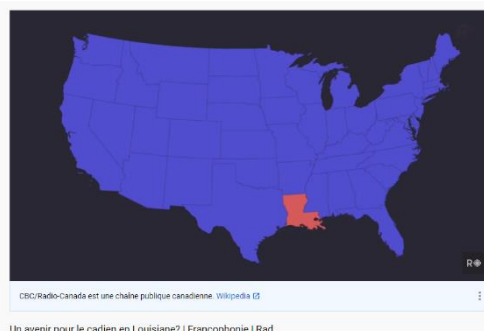 CBC/Radio-Canada est une chaîne publique canadienne. Wikipedia
Un avenir pour le cadien en Louisiane? | Francophonie | Rad